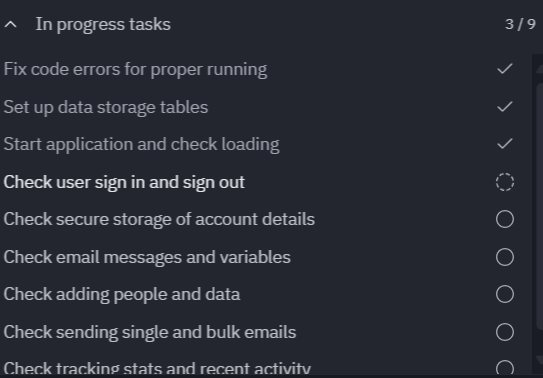 In progress tasks
3 / 9
Fix code errors for proper running
Set up data storage tables
Start application and check loading
Check user sign in and sign out
Check secure storage of account details
Check email messages and variables
Check adding people and data
Check sending single and bulk emails
Check tracking stats and recent activity